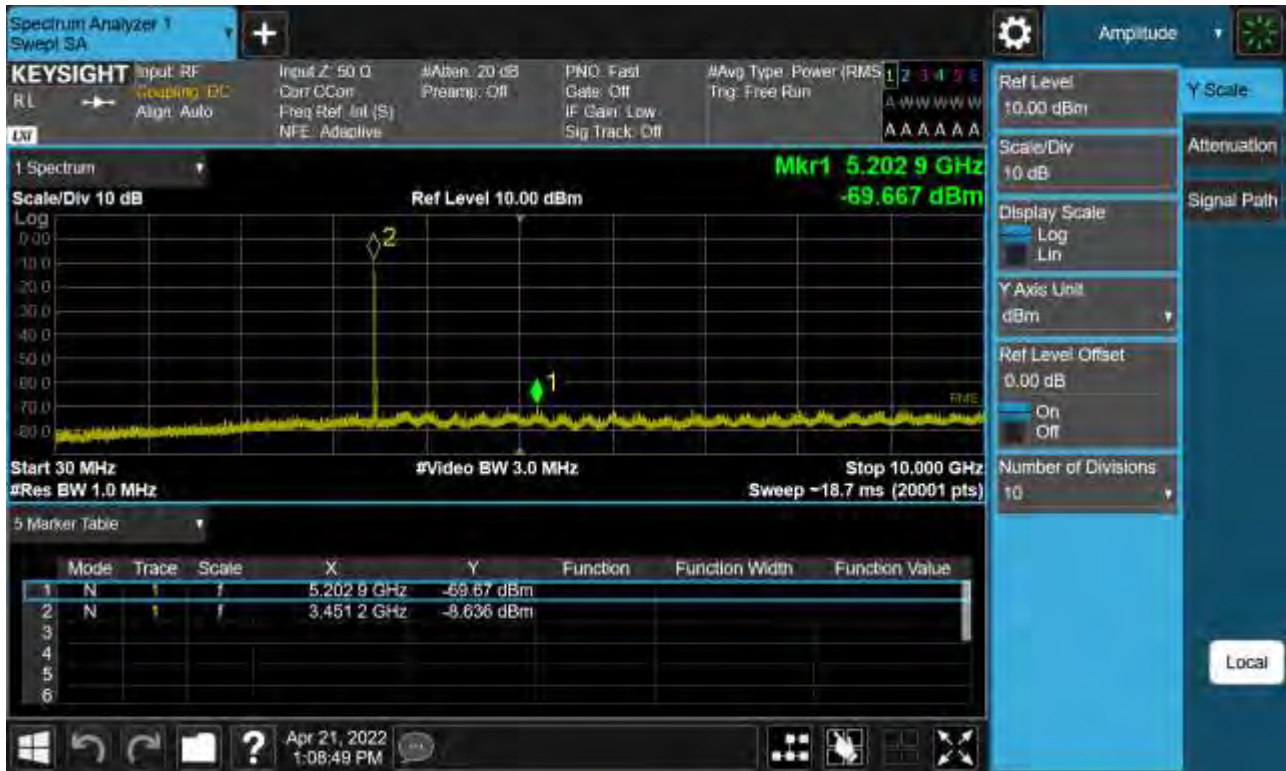 Spectrum Analyzer 1
Swept SA
Amplitude
KEYSIGHT
RL
LXI
Input: RF
Coupling: DC
Align: Auto
Input Z: 50 Ω
Corr CCorr
Freq Ref: Int (S)
NFE: Adaptive
#Atten: 20 dB
Preamp: Off
PNO: Fast
Gate: Off
IF Gain: Low
Sig Track: Off
#Avg Type: Power (RMS
Trig: Free Run
1 2 3 4 5 6
A W W W W W
A A A A A A
1 Spectrum
Mkr1 5.202 9 GHz
-69.667 dBm
Scale/Div 10 dB
Ref Level 10.00 dBm
Log
0.00
-10.0
-20.0
-30.0
-40.0
-50.0
-60.0
-70.0
-80.0
2
1
Start 30 MHz
#Video BW 3.0 MHz
Stop 10.000 GHz
#Res BW 1.0 MHz
Sweep ~18.7 ms (20001 pts)
5 Marker Table
Mode Trace Scale X Y Function Function Width Function Value
1 N 1 f 5.202 9 GHz -69.67 dBm
2 N 1 f 3.451 2 GHz -8.636 dBm
3
4
5
6
Ref Level
10.00 dBm
Scale/Div
10 dB
Display Scale
Log
Lin
Y Axis Unit
dBm
Ref Level Offset
0.00 dB
On
Off
Number of Divisions
10
Y Scale
Attenuation
Signal Path
Local
?
Apr 21, 2022
1:08:49 PM